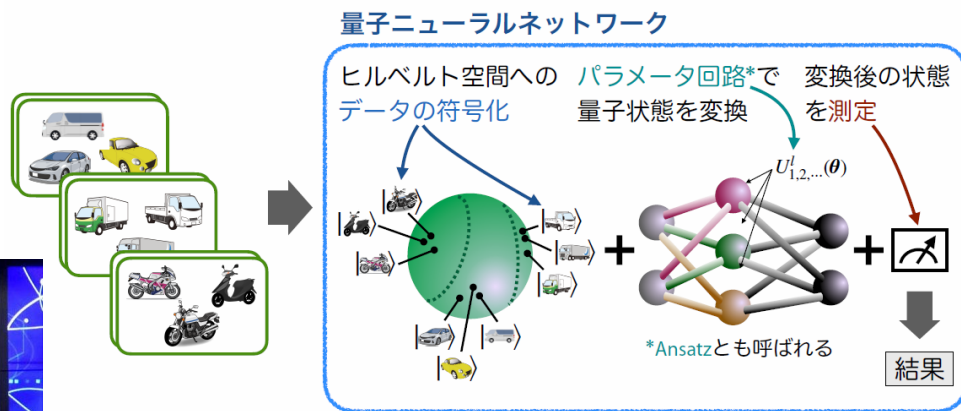 量子ニューラルネットワーク
ヒルベルト空間への
データの符号化
パラメータ回路*で
量子状態を変換
変換後の状態
を測定
U^l_{1,2,...}(θ)
*Ansatzとも呼ばれる
結果